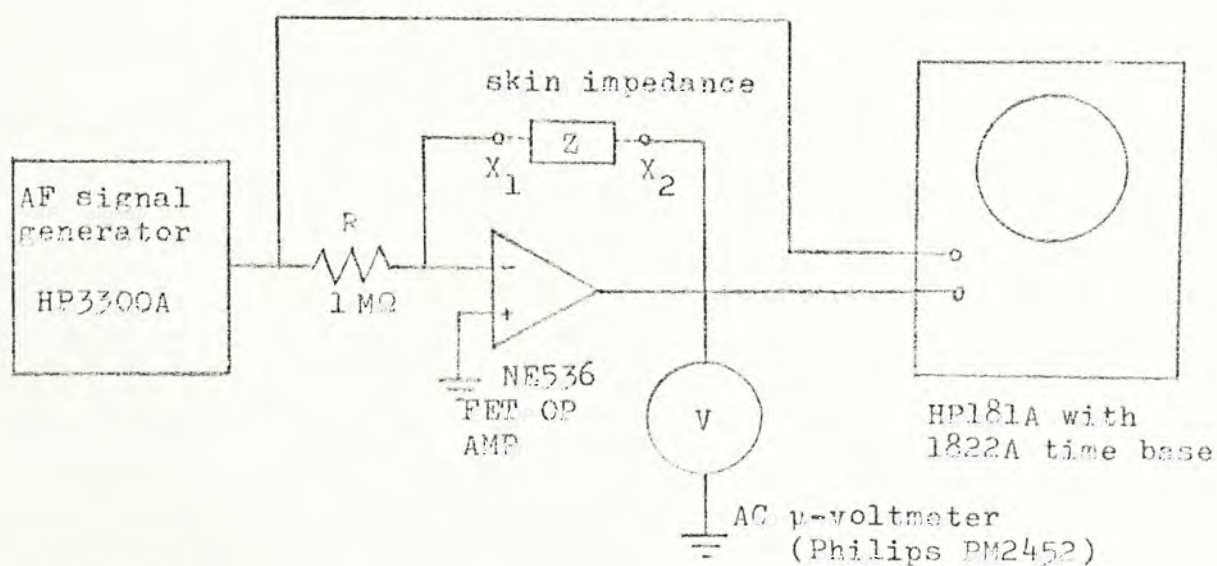 skin impedance
Z
X1
X2
AF signal
generator
HP3300A
R
1 MΩ
-
+
NE536
FET OP
AMP
V
HP181A with
1822A time base
AC μ-voltmeter
(Philips PM2452)